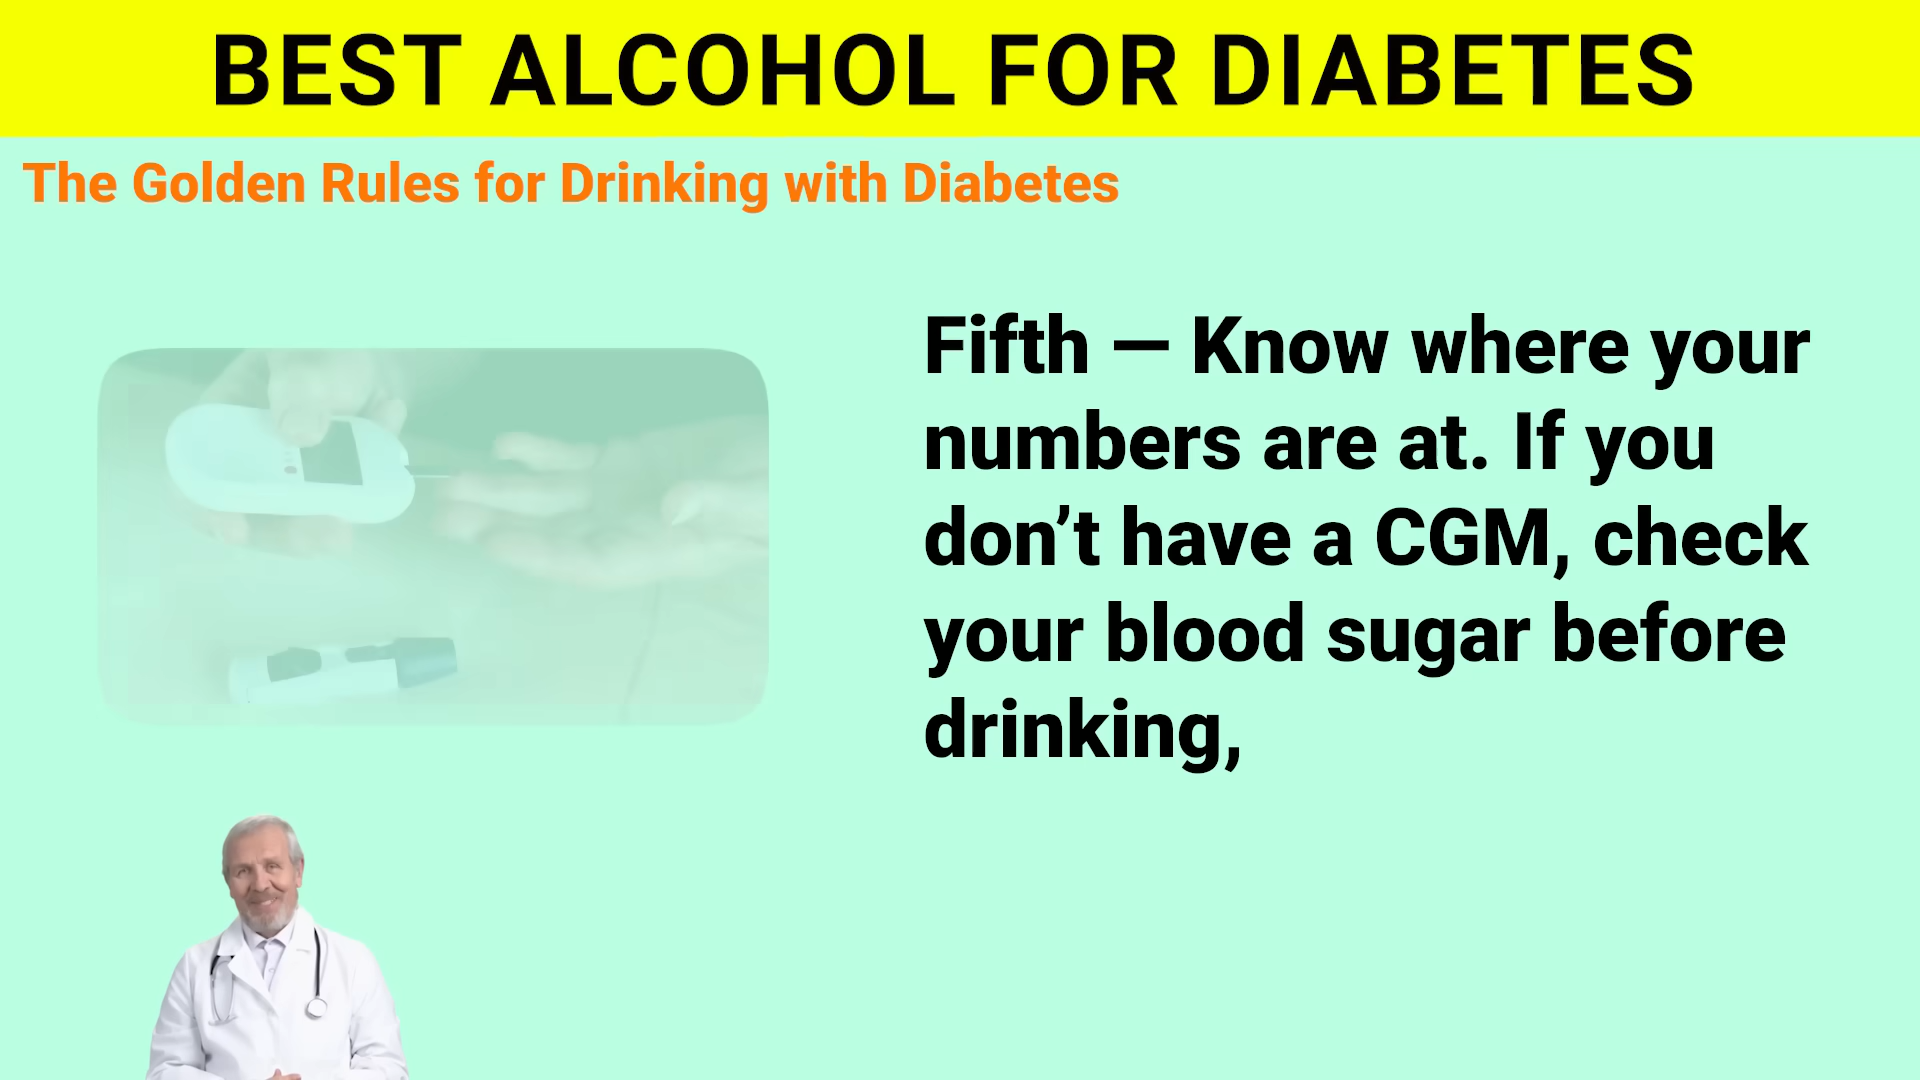 BEST ALCOHOL FOR DIABETES
The Golden Rules for Drinking with Diabetes
Fifth — Know where your
numbers are at. If you
don’t have a CGM, check
your blood sugar before
drinking,